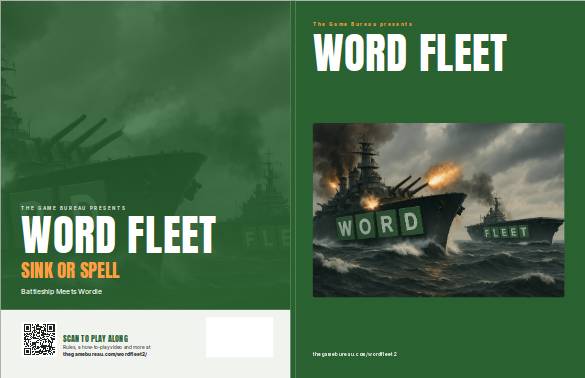 THE GAME BUREAU PRESENTS
WORD FLEET
SINK OR SPELL
Battleship Meets Wordle
SCAN TO PLAY ALONG
Rules, a how-to-play video and more at
thegamebureau.com/wordfleet2/
FLE
The Game Bureau presents
WORD FLEET
WORD
FLEET
thegamebureau.com/wordfleet2